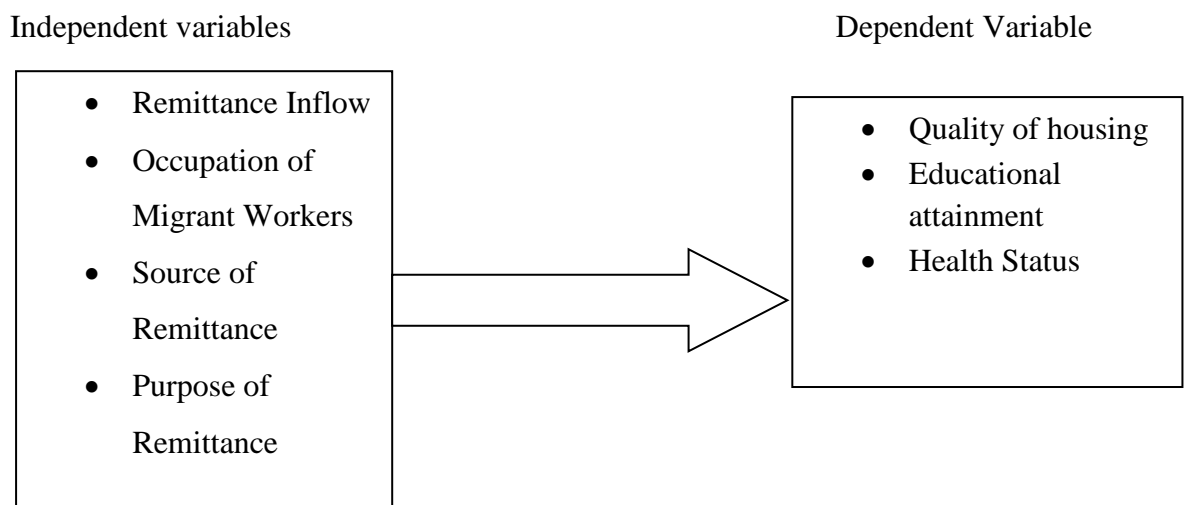 Independent variables
Dependent Variable
• Remittance Inflow
• Occupation of
Migrant Workers
• Source of
Remittance
• Purpose of
Remittance
• Quality of housing
• Educational
attainment
• Health Status